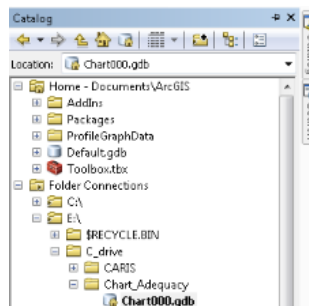 Catalog
Location: Chart000.gdb
Home - Documents\ArcGIS
AddIns
Packages
ProfileGraphData
Default.gdb
Toolbox.tbx
Folder Connections
C:\
E:\
$RECYCLE.BIN
C_drive
CARIS
Chart_Adequacy
Chart000.gdb